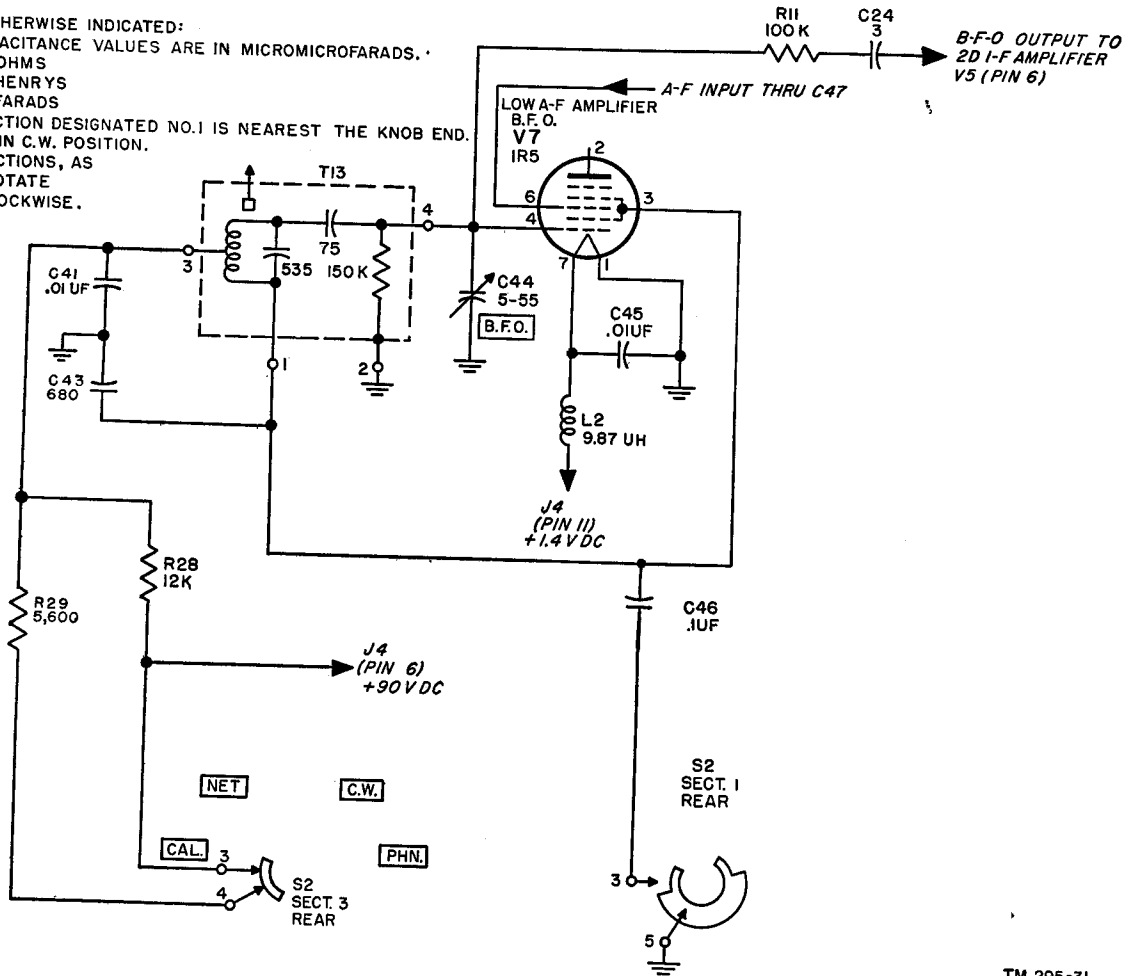 HERWISE INDICATED:
ACITANCE VALUES ARE IN MICROMICROFARADS.
OHMS
HENRYS
FARADS
CTION DESIGNATED NO.1 IS NEAREST THE KNOB END.
IN C.W. POSITION.
CTIONS, AS
OTATE
OCKWISE.
R11
100 K
C24
3
B-F-O OUTPUT TO
2D I-F AMPLIFIER
V5 (PIN 6)
A-F INPUT THRU C47
LOW A-F AMPLIFIER
B.F.O.
V7
1R5
2
6
4
3
7
1
T13
3
535
75
150 K
4
1
2
C41
.01 UF
C43
680
C44
5-55
B.F.O.
C45
.01UF
L2
9.87 UH
J4
(PIN 11)
+1.4 V DC
R28
12K
R29
5,600
J4
(PIN 6)
+90 V DC
C46
.1UF
NET
C.W.
CAL.
PHN.
3
4
S2
SECT. 3
REAR
S2
SECT. 1
REAR
3
5
TM 295-31